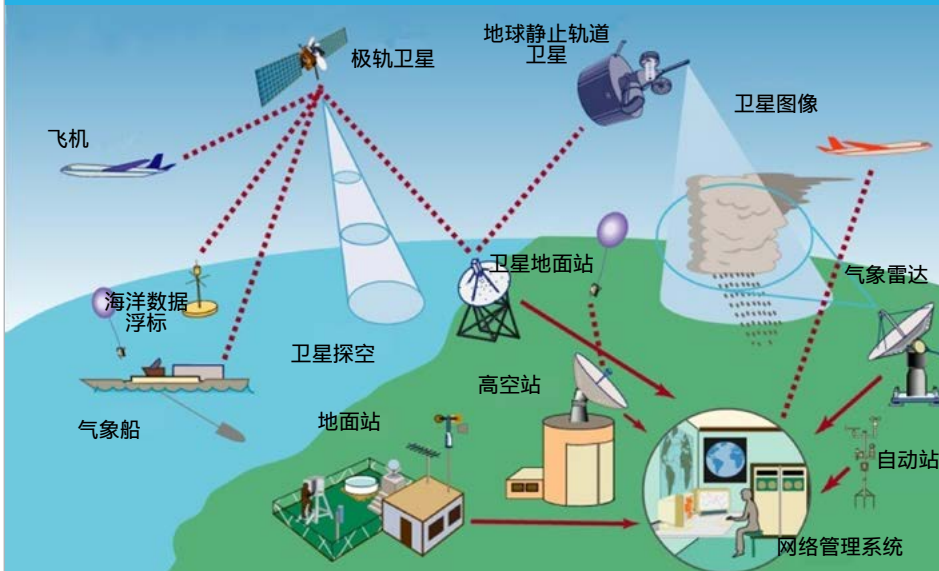 极轨卫星
地球静止轨道
卫星
卫星图像
飞机
卫星地面站
气象雷达
海洋数据
浮标
卫星探空
高空站
气象船
地面站
自动站
网络管理系统